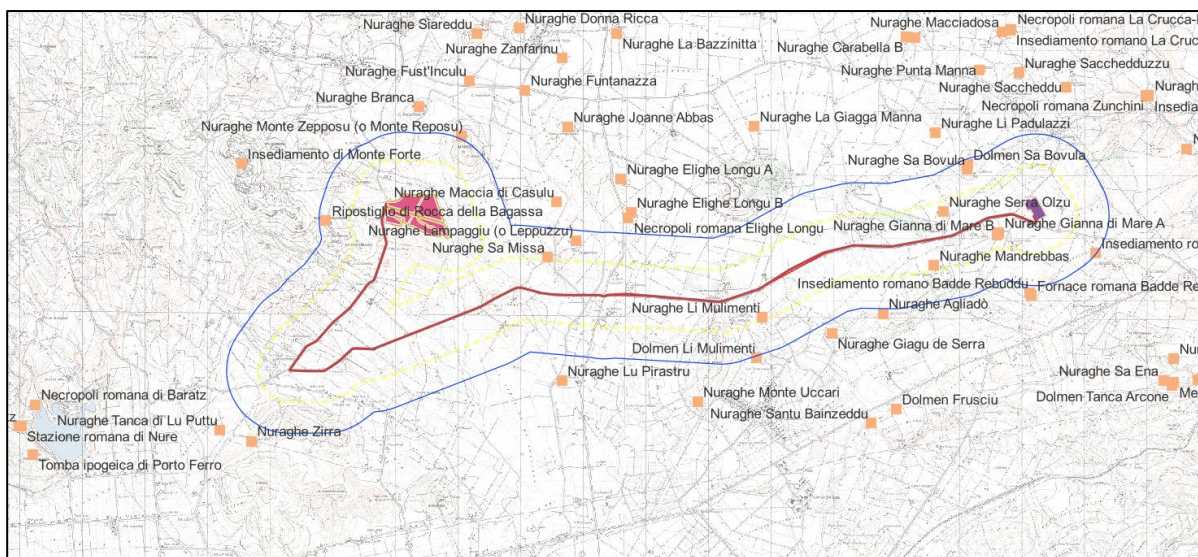 Nuraghe Donna Ricca
Nuraghe Siareddu
Nuraghe La Bazzinitta
Nuraghe Macciadosa
Necropoli romana La Crucca-
Insediamento romano La Cruc
Nuraghe Carabella B
Nuraghe Zanfarinu
Nuraghe Fust'Inculu
Nuraghe Funtanazza
Nuraghe Punta Manna
Nuraghe Sacchedduzzu
Nuraghe Saccheddu
Nuragh
Nuraghe Branca
Necropoli romana Zunchini
Insedi
Nuraghe Monte Zepposu (o Monte Reposu)
Nuraghe Joanne Abbas
Nuraghe La Giagga Manna
Nuraghe Li Padulazzi
N
Insediamento di Monte Forte
Nuraghe Sa Bovula
Dolmen Sa Bovula
Nuraghe Elighe Longu A
Nuraghe Maccia di Casulu
Nuraghe Serra Olzu
Ripostiglio di Rocca della Bagassa
Nuraghe Elighe Longu B
Nuraghe Lampaggiu (o Leppuzzu)
Necropoli romana Elighe Longu
Nuraghe Gianna di Mare B
Nuraghe Gianna di Mare A
Nuraghe Sa Missa
Insediamento ro
Nuraghe Mandrebbas
Insediamento romano Badde Rebuddu
Fornace romana Badde Re
Nuraghe Li Mulimenti
Nuraghe Agliadò
Nuraghe Giagu de Serra
Dolmen Li Mulimenti
Nur
Nuraghe Lu Pirastru
Nuraghe Sa Ena
Nuraghe Monte Uccari
Dolmen Frusciu
Dolmen Tanca Arcone
Me
Necropoli romana di Baratz
Nuraghe Santu Bainzeddu
z
Nuraghe Tanca di Lu Puttu
Stazione romana di Nure
Nuraghe Zirra
Tomba ipogeica di Porto Ferro